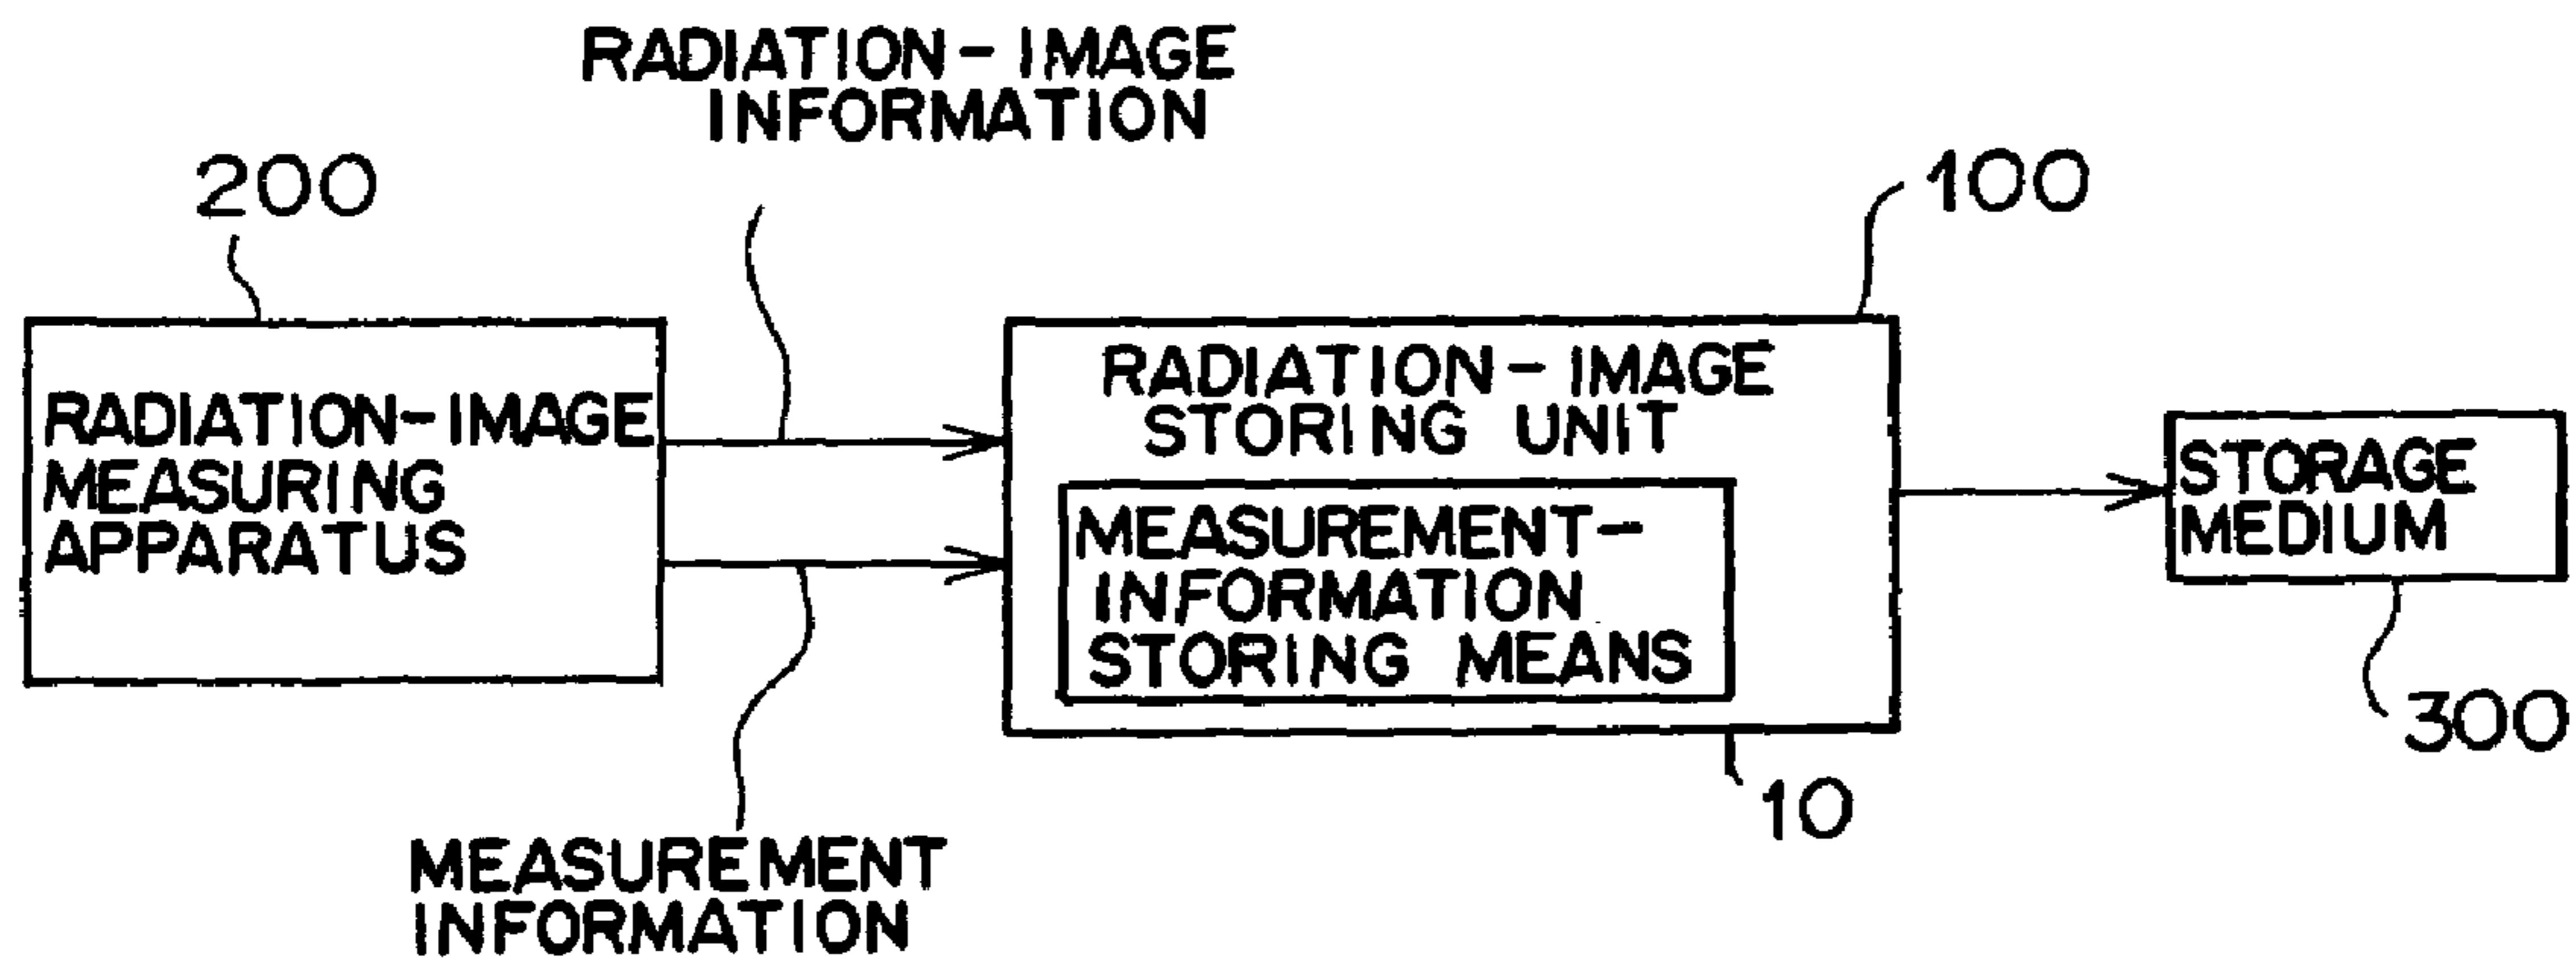 RADIATION-IMAGE
INFORMATION
200
100
RADIATION-IMAGE
MEASURING
APPARATUS
RADIATION-IMAGE
STORING UNIT
MEASUREMENT-
INFORMATION
STORING MEANS
STORAGE
MEDIUM
300
10
MEASUREMENT
INFORMATION